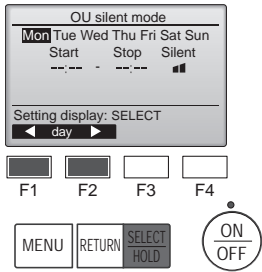 OU silent mode
Mon Tue Wed Thu Fri Sat Sun
Start Stop Silent
--:-- - --:--
Setting display: SELECT
◀ day ▶
F1 F2 F3 F4
MENU RETURN SELECT/HOLD ON/OFF